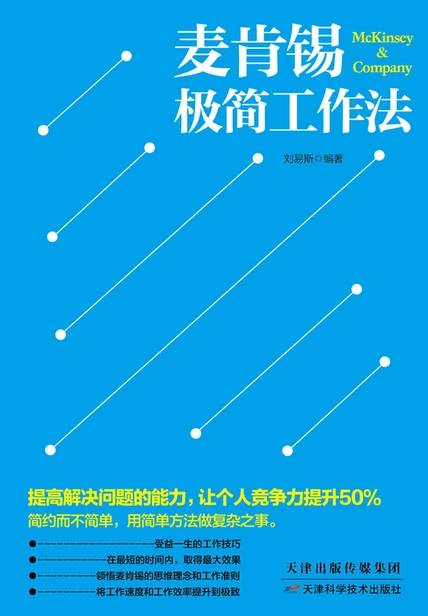 麦肯锡
McKinsey
&
Company
极简工作法
刘易斯◎编著
提高解决问题的能力，让个人竞争力提升50%
简约而不简单，用简单方法做复杂之事。
受益一生的工作技巧
在最短的时间内，取得最大效果
领悟麦肯锡的思维理念和工作准则
将工作速度和工作效率提升到极致
天津出版传媒集团
天津科学技术出版社